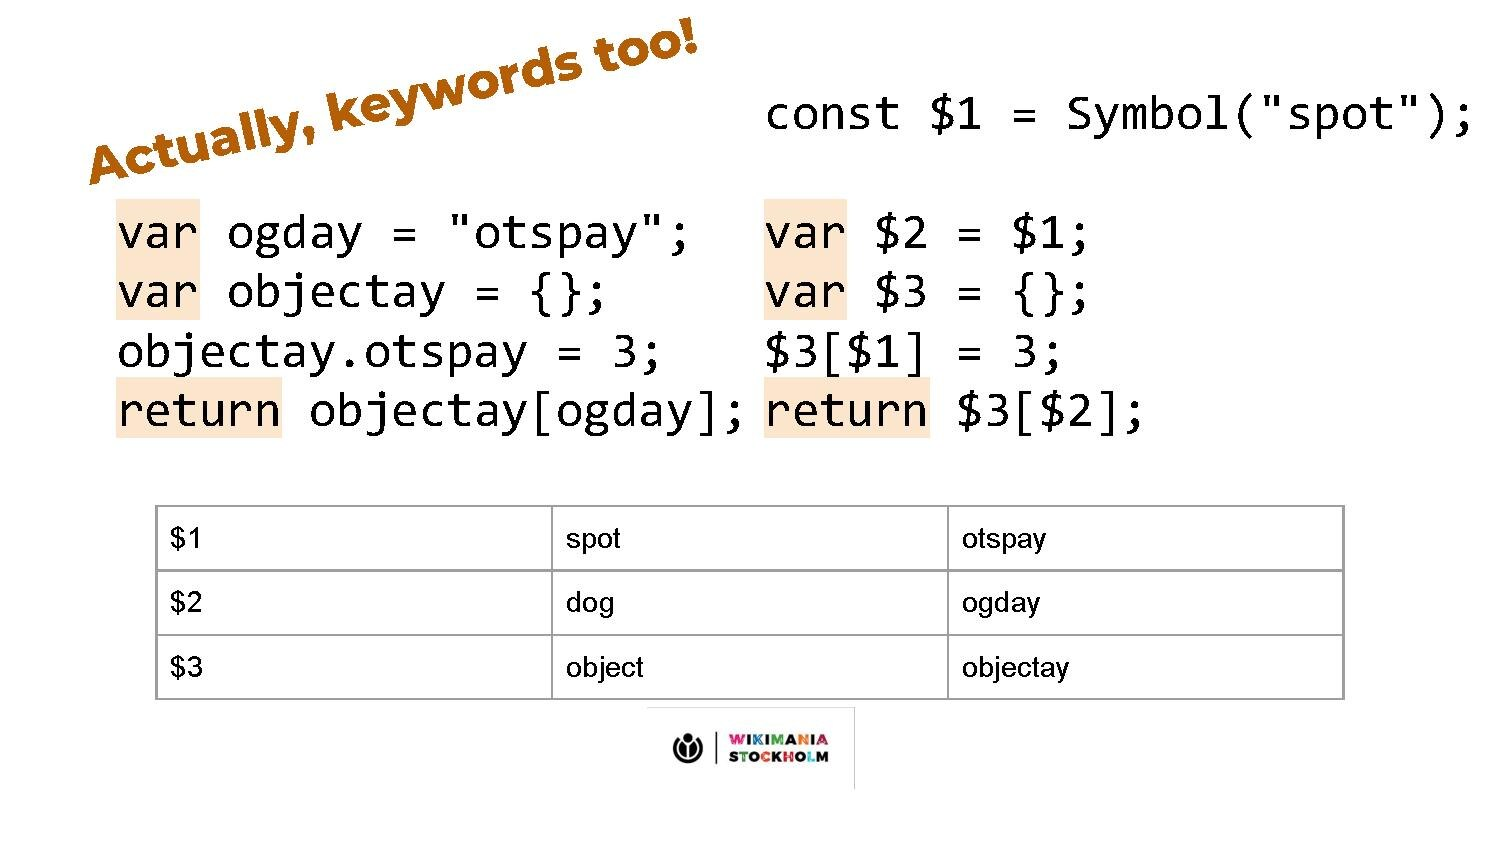 Actually, keywords too!
const $1 = Symbol("spot");
var ogday = "otspay";
var objectay = {};
objectay.otspay = 3;
return objectay[ogday];
var $2 = $1;
var $3 = {};
$3[$1] = 3;
return $3[$2];
$1 spot otspay
$2 dog ogday
$3 object objectay
WIKIMANIA
STOCKHOLM